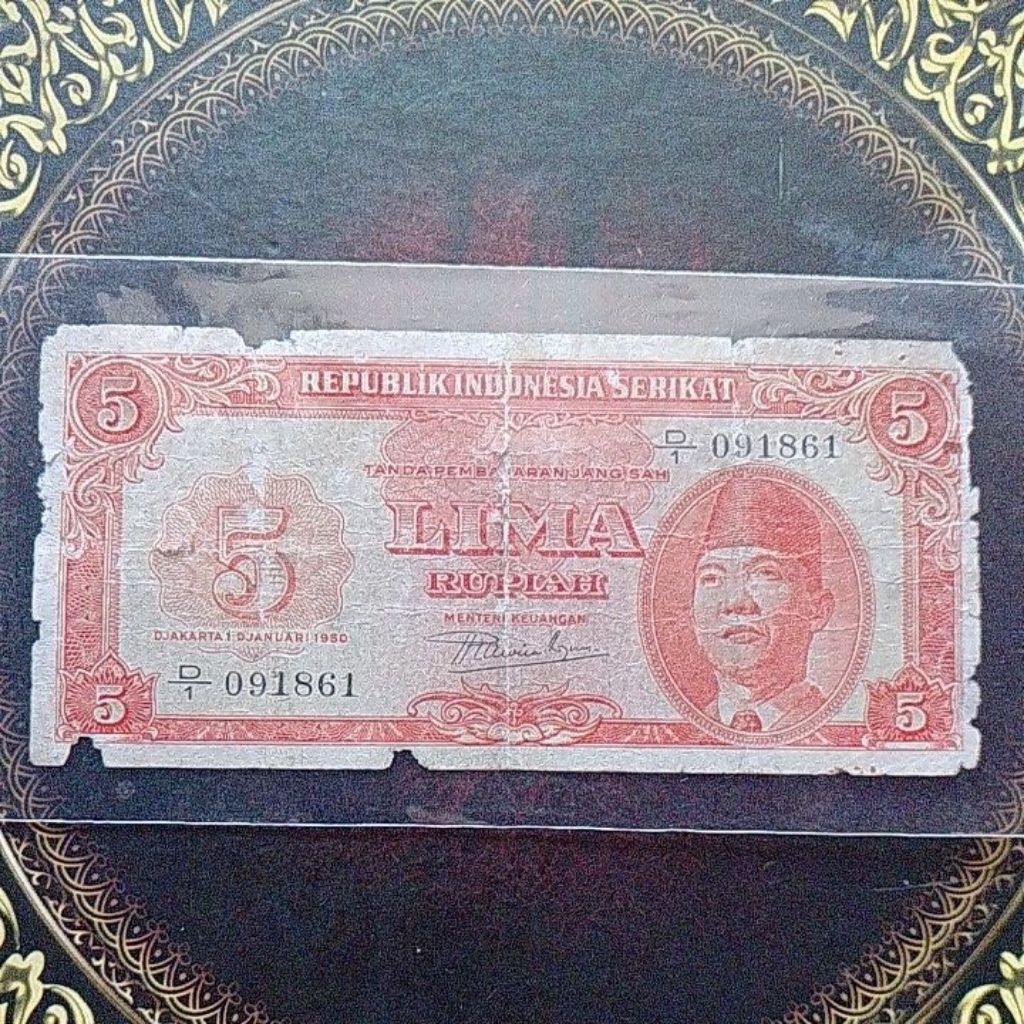 5 REPUBLIK INDONESIA SERIKAT 5
D/1 091861
TANDA PEMBAJARAN JANG SAH
5
LIMA
RUPIAH
MENTERI KEUANGAN
DJAKARTA 1 DJANUARI 1950
D/1 091861
5 5